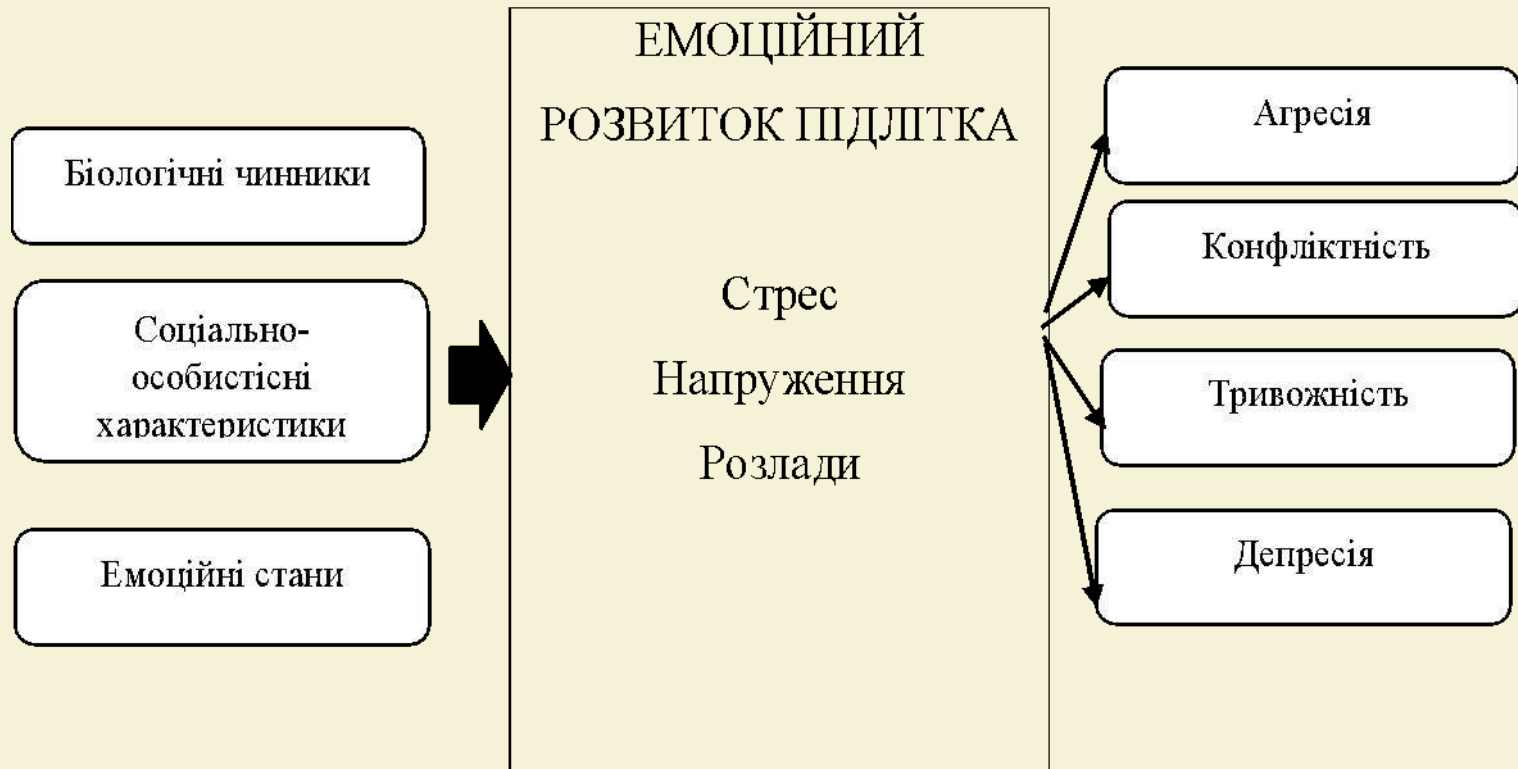 Біологічні чинники
Соціально-
особистісні
характеристики
Емоційні стани
ЕМОЦІЙНИЙ
РОЗВИТОК ПІДЛІТКА
Стрес
Напруження
Розлади
Агресія
Конфліктність
Тривожність
Депресія